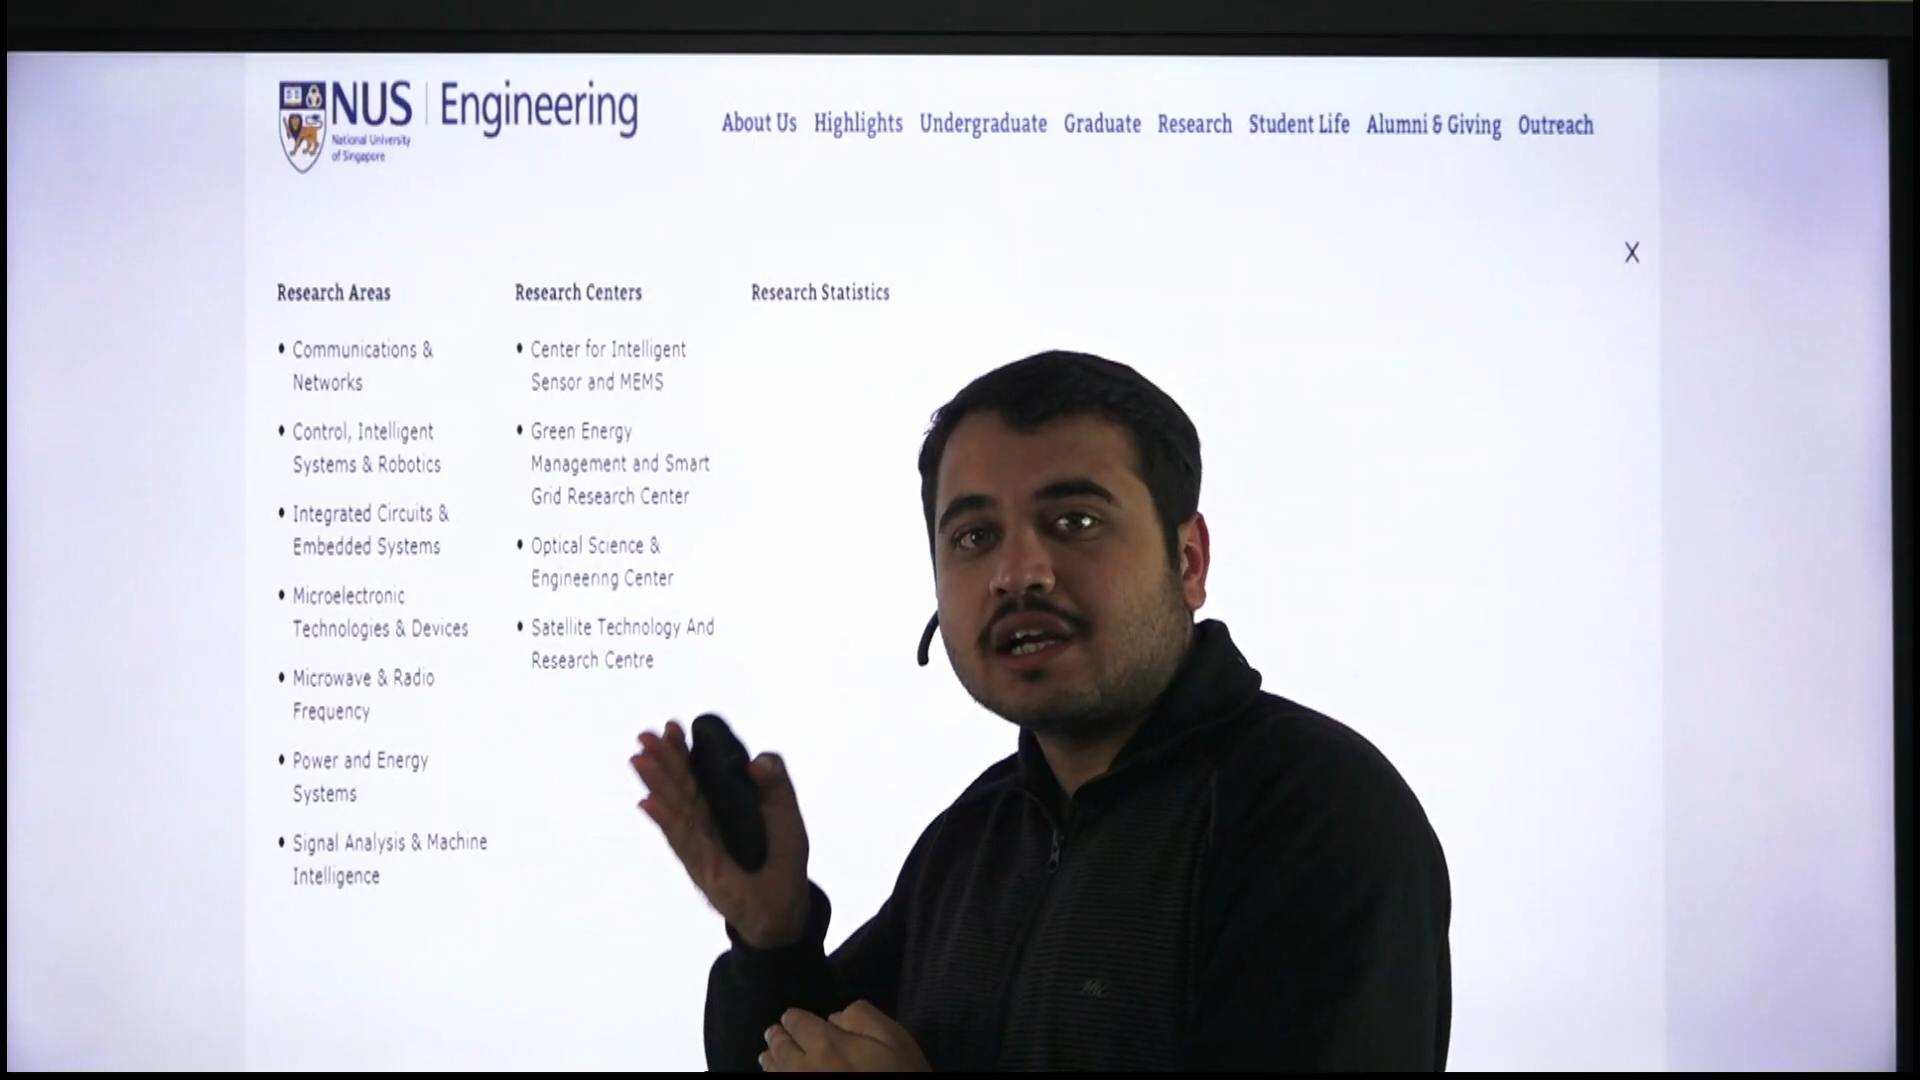 NUS
National University
of Singapore
Engineering
About Us Highlights Undergraduate Graduate Research Student Life Alumni & Giving Outreach
X
Research Areas
• Communications &
Networks
• Control, Intelligent
Systems & Robotics
• Integrated Circuits &
Embedded Systems
• Microelectronic
Technologies & Devices
• Microwave & Radio
Frequency
• Power and Energy
Systems
• Signal Analysis & Machine
Intelligence
Research Centers
• Center for Intelligent
Sensor and MEMS
• Green Energy
Management and Smart
Grid Research Center
• Optical Science &
Engineering Center
• Satellite Technology And
Research Centre
Research Statistics